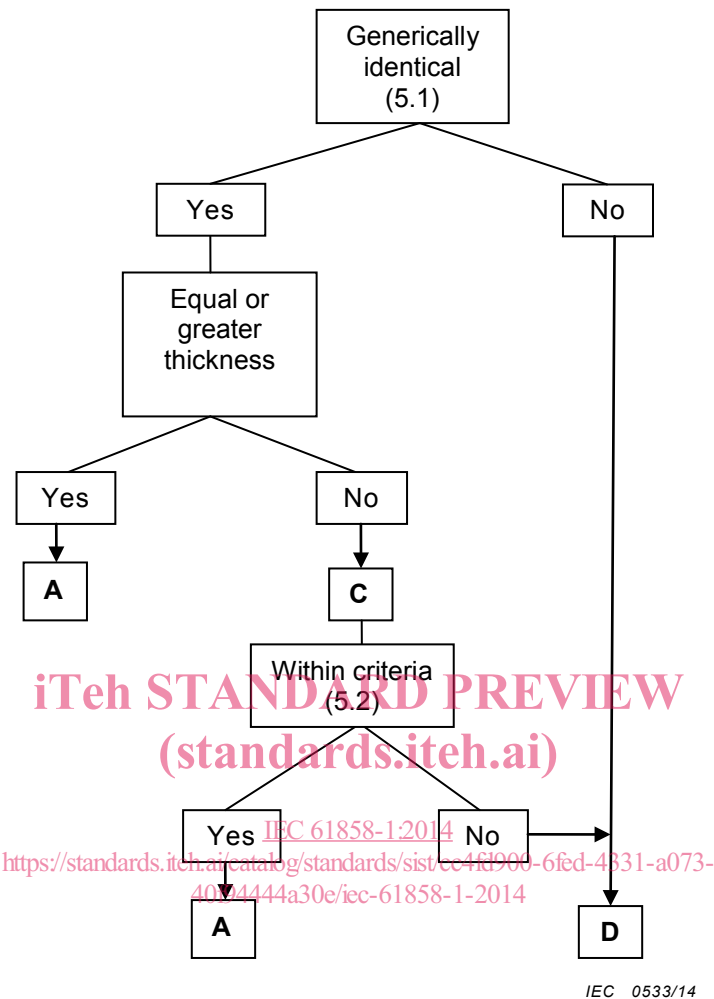 Generically
identical
(5.1)
Yes
No
Equal or
greater
thickness
Yes
No
A
C
Within criteria
(5.2)
iTeh STANDARD PREVIEW
(standards.iteh.ai)
Yes
No
IEC 61858-1:2014
https://standards.iteh.ai/catalog/standards/sist/ec4fd900-6fed-4331-a073-
40f94444a30e/iec-61858-1-2014
A
D
IEC 0533/14